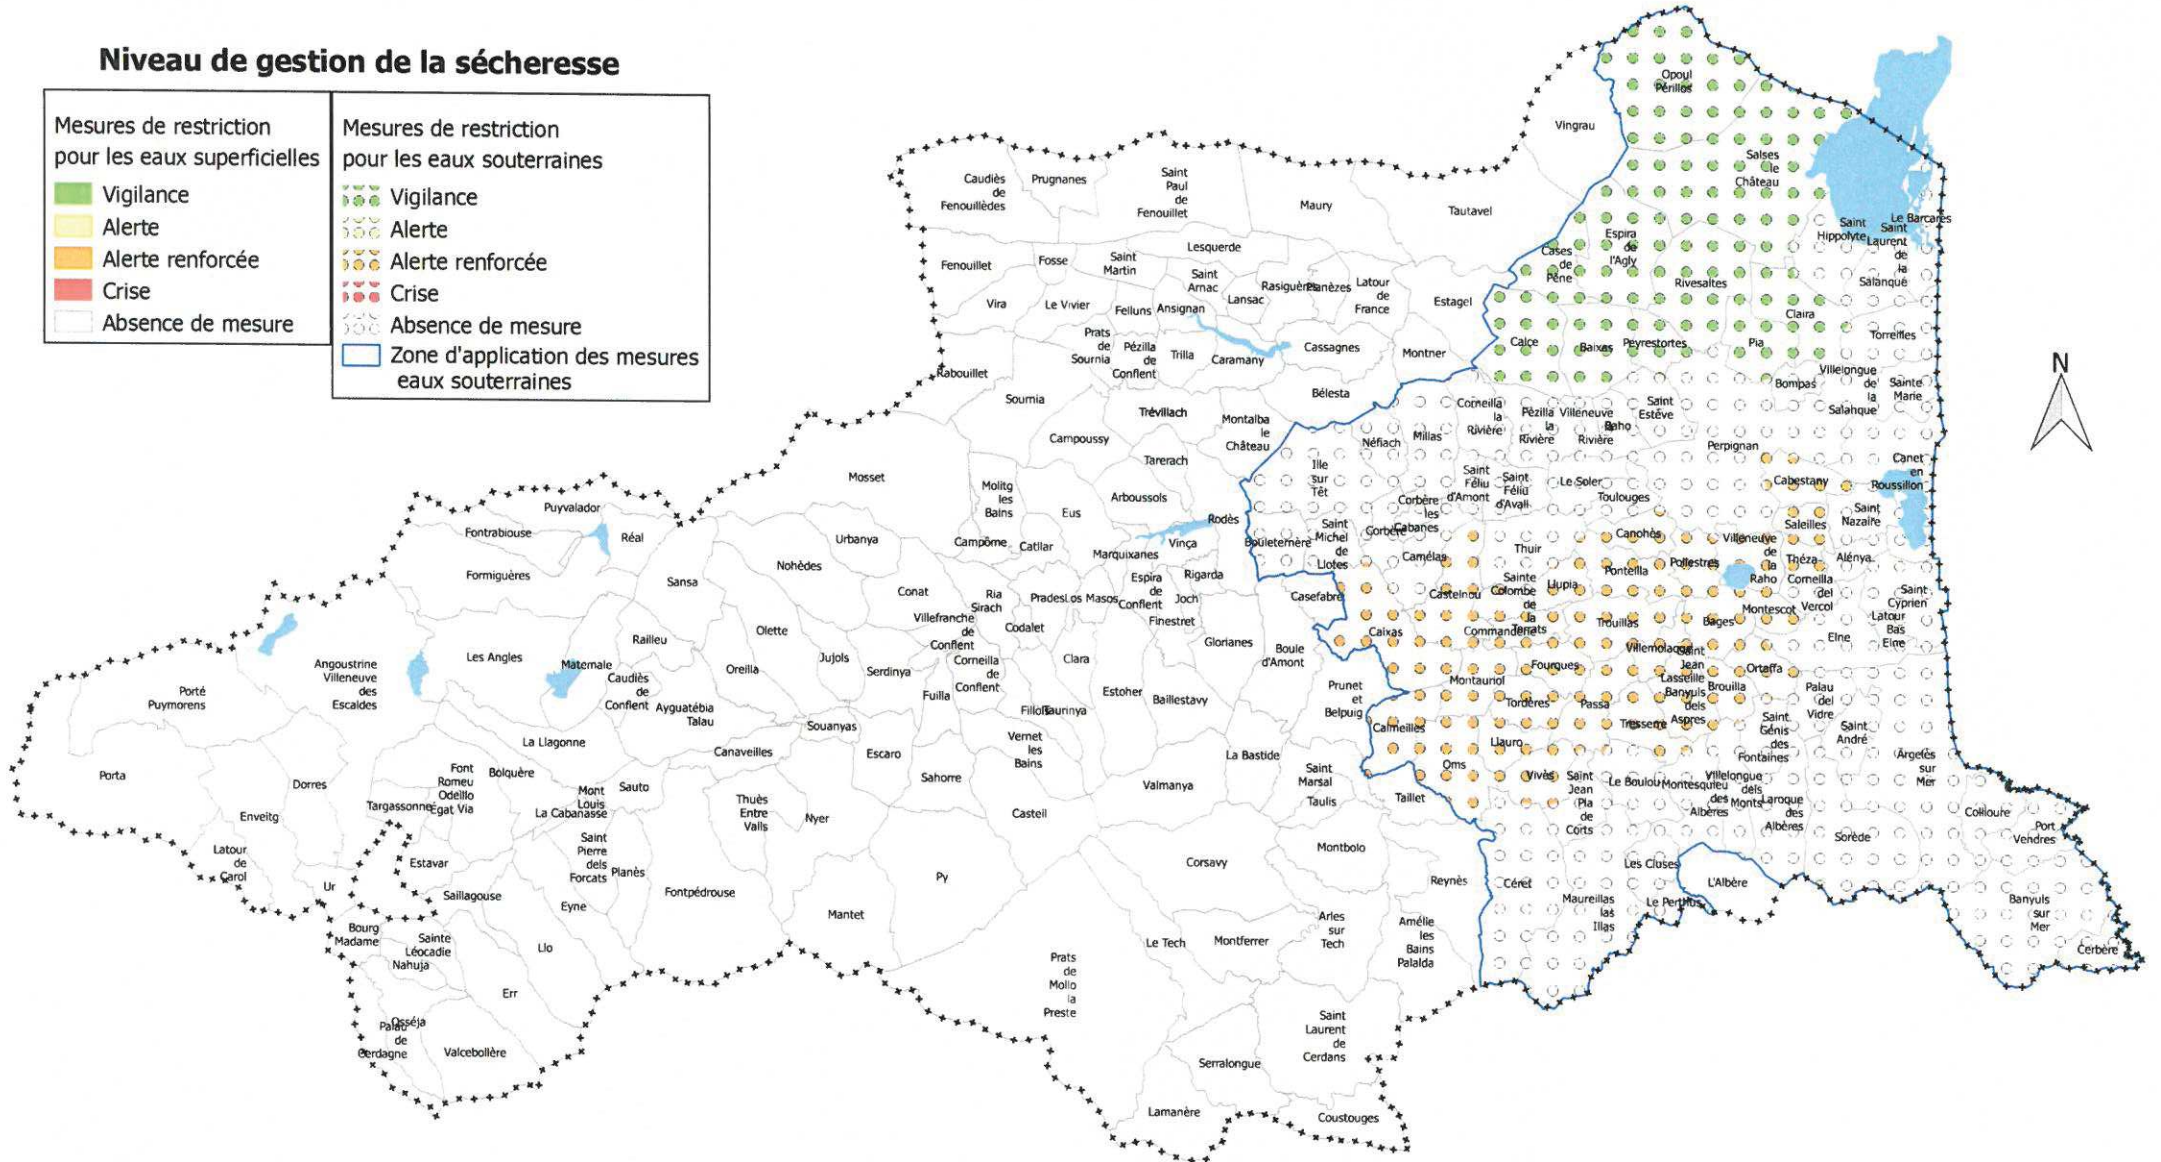 Niveau de gestion de la sécheresse
Mesures de restriction
pour les eaux superficielles
Vigilance
Alerte
Alerte renforcée
Crise
Absence de mesure
Mesures de restriction
pour les eaux souterraines
Vigilance
Alerte
Alerte renforcée
Crise
Absence de mesure
Zone d'application des mesures
eaux souterraines
N
Opoul
Périllos
Vingrau
Salses
le
Château
Caudiès
de
Fenouillèdes
Prugnanes
Saint
Paul
de
Fenouillet
Maury
Tautavel
Le Barcarès
Saint
Hippolyte
Saint
Laurent
de
la
Salanque
Espira
de
l'Agly
Cases
de
Pène
Rivesaltes
Claira
Torreilles
Fenouillet
Fosse
Saint
Martin
Lesquerde
Saint
Arnac
Lansac
Rasiguères
Planèzes
Latour
de
France
Estagel
Vira
Le Vivier
Felluns
Ansignan
Prats
de
Sournia
Pézilla
de
Conflent
Trilla
Caramany
Cassagnes
Montner
Calce
Baixas
Peyrestortes
Pia
Rabouillet
Sournia
Trévillach
Bélesta
Montalba
le
Château
Bompas
Villelongue
de
la
Salanque
Sainte
Marie
Campoussy
Tarerach
Néfiach
Millas
Corneilla
la
Rivière
Pézilla
la
Rivière
Villeneuve
la
Rivière
Baho
Saint
Estève
Perpignan
Canet
en
Roussillon
Mosset
Molitg
les
Bains
Arboussols
Eus
Rodès
Ille
sur
Têt
Saint
Féliu
d'Amont
Saint
Féliu
d'Avall
Le Soler
Toulouges
Cabestany
Saint
Nazaire
Saleilles
Puyvalador
Fontrabiouse
Réal
Formiguères
Urbanya
Nohèdes
Sansa
Campôme
Catllar
Marquixanes
Vinça
Bouleternère
Saint
Michel
de
Llotes
Corbère
Corbère
les
Cabanes
Camélas
Thuir
Canohès
Villeneuve
de
la
Raho
Théza
Alénya
Conat
Ria
Sirach
Prades
Los Masos
Espira
de
Conflent
Rigarda
Joch
Finestret
Casefabre
Castelnou
Sainte
Colombe
de
la
Commanderie
Llupia
Ponteilla
Pollestres
Corneilla
del
Vercol
Montescot
Saint
Cyprien
Latour
Bas
Elne
Elne
Villefranche
de
Conflent
Codalet
Corneilla
de
Conflent
Clara
Glorianes
Boule
d'Amont
Caixas
Terrats
Trouillas
Bages
Villemolaque
Saint
Jean
Lasseille
Ortaffa
Railleu
Olette
Jujols
Serdinya
Oreilla
Les Angles
Matemale
Caudiès
de
Conflent
Ayguatébia
Talau
Fuilla
Fillols
Taurinya
Estoher
Baillestavy
Prunet
et
Belpuig
Montauriol
Fourques
Tordères
Passa
Banyuls
dels
Aspres
Brouilla
Palau
del
Vidre
Angoustrine
Villeneuve
des
Escaldes
Porté
Puymorens
Souanyas
Canaveilles
Escaro
Sahorre
Vernet
les
Bains
La Bastide
Calmeilles
Llauro
Tresserre
Saint
Génis
des
Fontaines
Saint
André
Argelès
sur
Mer
La Llagonne
Porta
Dorres
Enveitg
Font
Romeu
Odeillo
Via
Bolquère
Targassonne
Égat
Mont
Louis
La Cabanasse
Sauto
Thuès
Entre
Valls
Nyer
Casteil
Valmanya
Saint
Marsal
Taulis
Taillet
Oms
Vivès
Saint
Jean
Pla
de
Corts
Le Boulou
Montesquieu
des
Albères
Villelongue
dels
Monts
Laroque
des
Albères
Sorède
Collioure
Port
Vendres
Latour
de
Carol
Ur
Estavar
Saint
Pierre
dels
Forcats
Planès
Saillagouse
Eyne
Fontpédrouse
Mantet
Py
Corsavy
Montbolo
Reynès
Céret
Les Cluses
L'Albère
Maureillas
las
Illas
Le Perthus
Banyuls
sur
Mer
Cerbère
Bourg
Madame
Sainte
Léocadie
Nahuja
Llo
Err
Osséja
Palau
de
Cerdagne
Valcebollère
Prats
de
Mollo
la
Preste
Le Tech
Montferrer
Arles
sur
Tech
Amélie
les
Bains
Palalda
Saint
Laurent
de
Cerdans
Serralongue
Lamanère
Coustouges